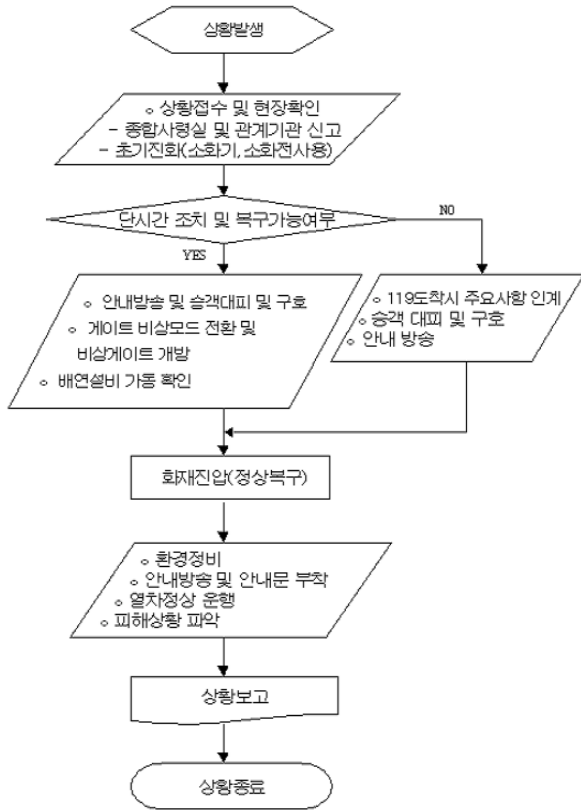 상황발생
○ 상황접수 및 현장확인
- 종합사령실 및 관계기관 신고
- 초기진화(소화기,소화전사용)
단시간 조치 및 복구가능여부
NO
YES
○ 안내방송 및 승객대피 및 구호
○ 게이트 비상모드 전환 및
비상게이트 개방
○ 배연설비 가동 확인
○ 119도착시 주요사항 인계
○ 승객 대피 및 구호
○ 안내 방송
화재진압(정상복구)
○ 환경정비
○ 안내방송 및 안내문 부착
○ 열차정상 운행
○ 피해상황 파악
상황보고
상황종료